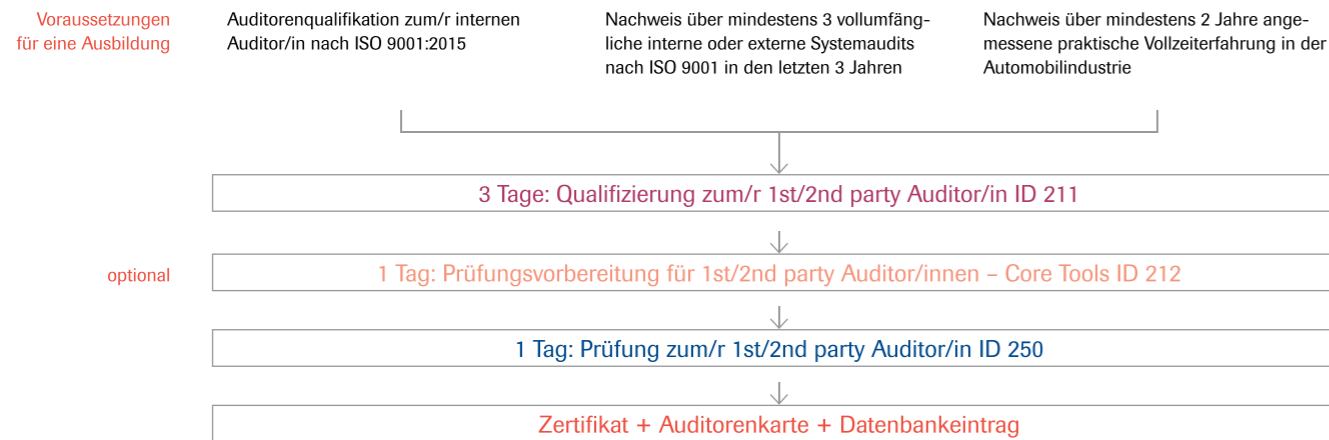 Voraussetzungen
für eine Ausbildung
Auditorenqualifikation zum/r internen
Auditor/in nach ISO 9001:2015
Nachweis über mindestens 3 vollumfäng-
liche interne oder externe Systemaudits
nach ISO 9001 in den letzten 3 Jahren
Nachweis über mindestens 2 Jahre ange-
messene praktische Vollzeiterfahrung in der
Automobilindustrie
3 Tage: Qualifizierung zum/r 1st/2nd party Auditor/in ID 211
optional
1 Tag: Prüfungsvorbereitung für 1st/2nd party Auditor/innen – Core Tools ID 212
1 Tag: Prüfung zum/r 1st/2nd party Auditor/in ID 250
Zertifikat + Auditorenkarte + Datenbankeintrag